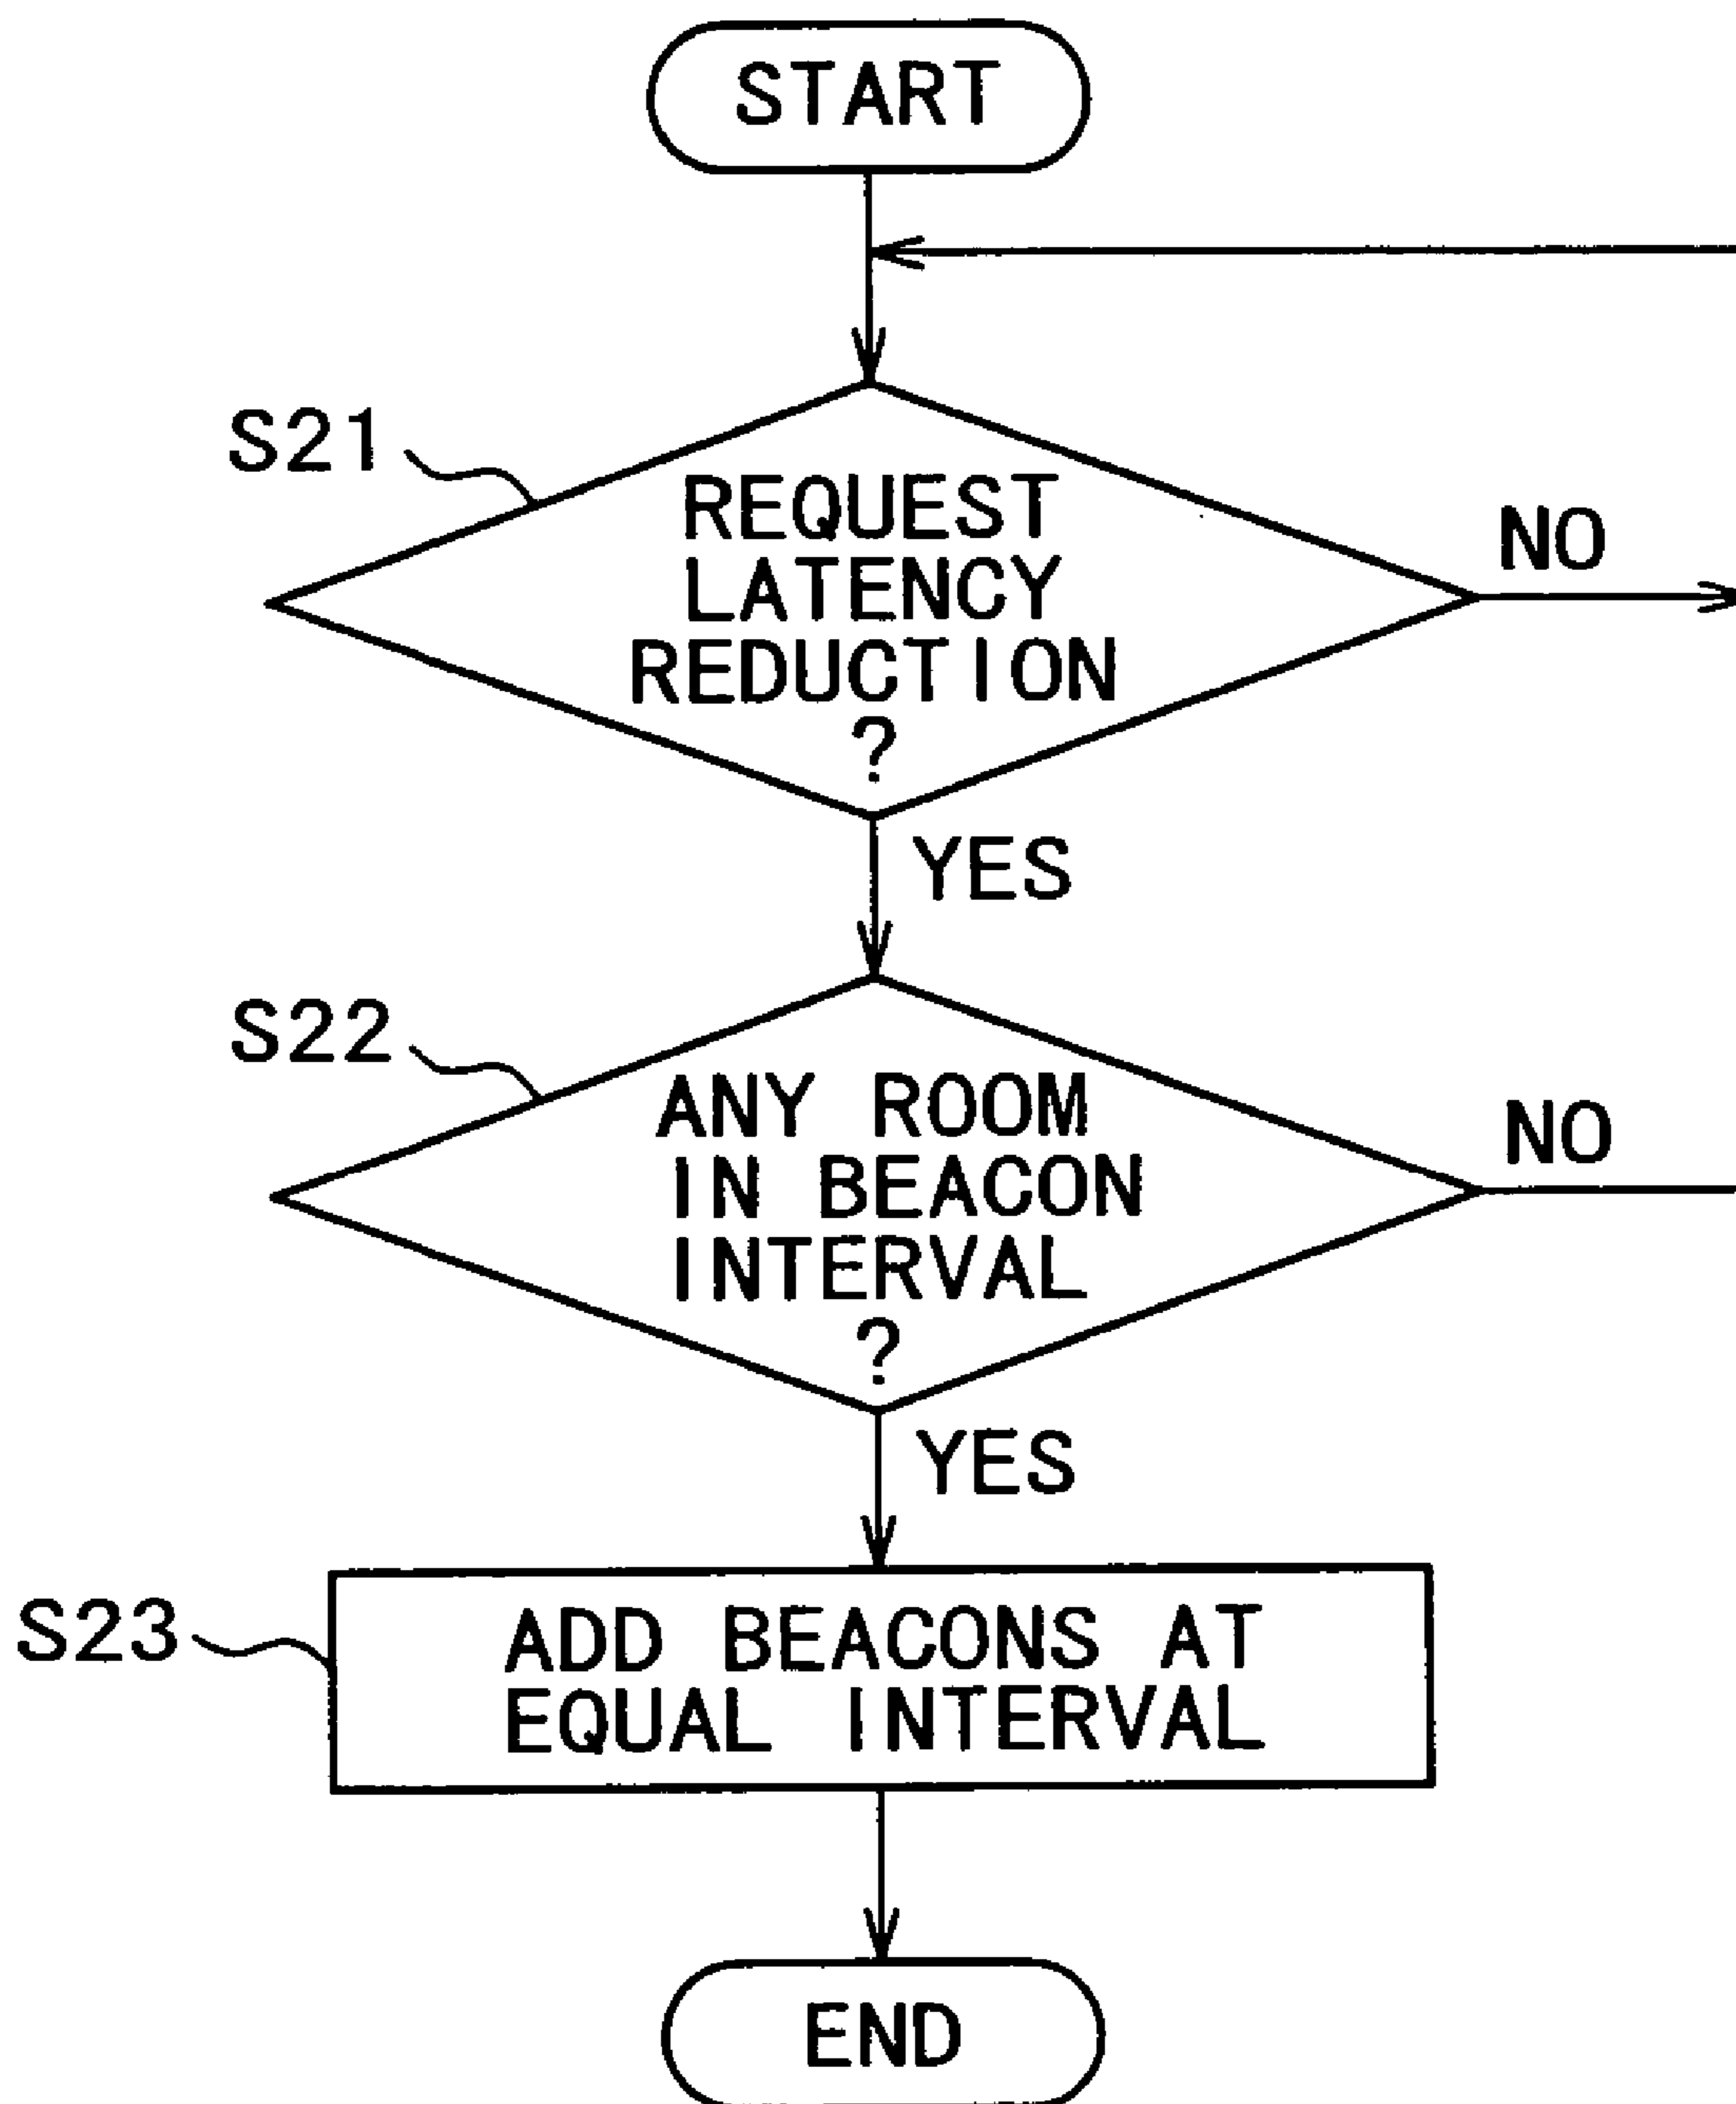 START
S21
REQUEST
LATENCY
REDUCTION
?
NO
YES
S22
ANY ROOM
IN BEACON
INTERVAL
?
NO
YES
S23
ADD BEACONS AT
EQUAL INTERVAL
END